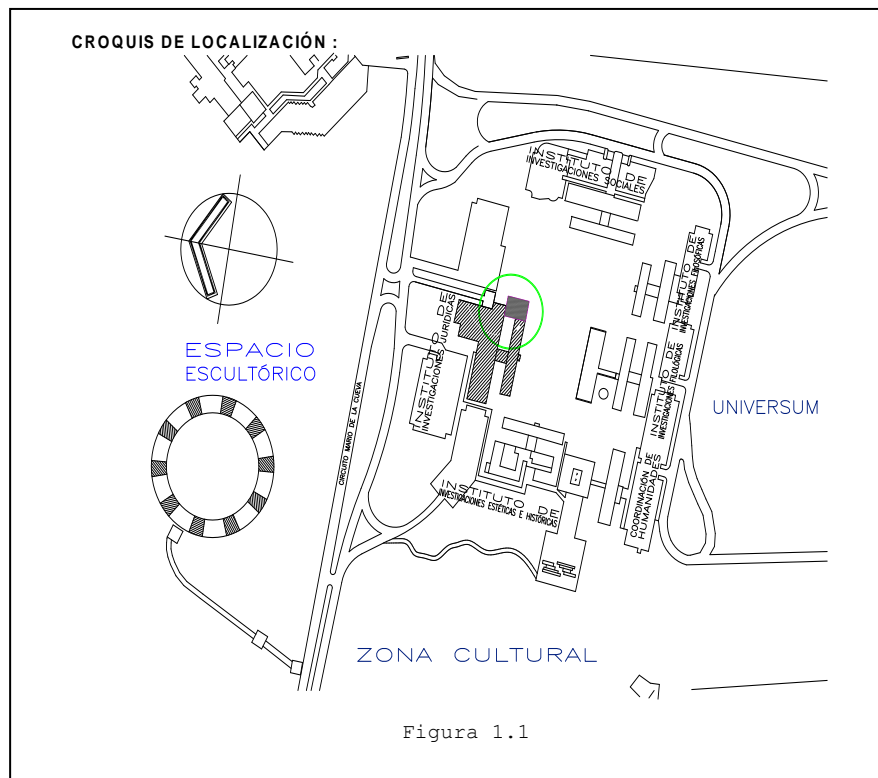 CROQUIS DE LOCALIZACIÓN :
INSTITUTO DE
INVESTIGACIONES SOCIALES
INSTITUTO DE
INVESTIGACIONES FILOSÓFICAS
INSTITUTO DE
INVESTIGACIONES JURÍDICAS
ESPACIO
ESCULTÓRICO
INSTITUTO DE
INVESTIGACIONES FILOLÓGICAS
UNIVERSUM
CIRCUITO MARIO DE LA CUEVA
COORDINACIÓN DE
HUMANIDADES
INSTITUTO DE
INVESTIGACIONES ESTÉTICAS E HISTÓRICAS
ZONA CULTURAL
Figura 1.1